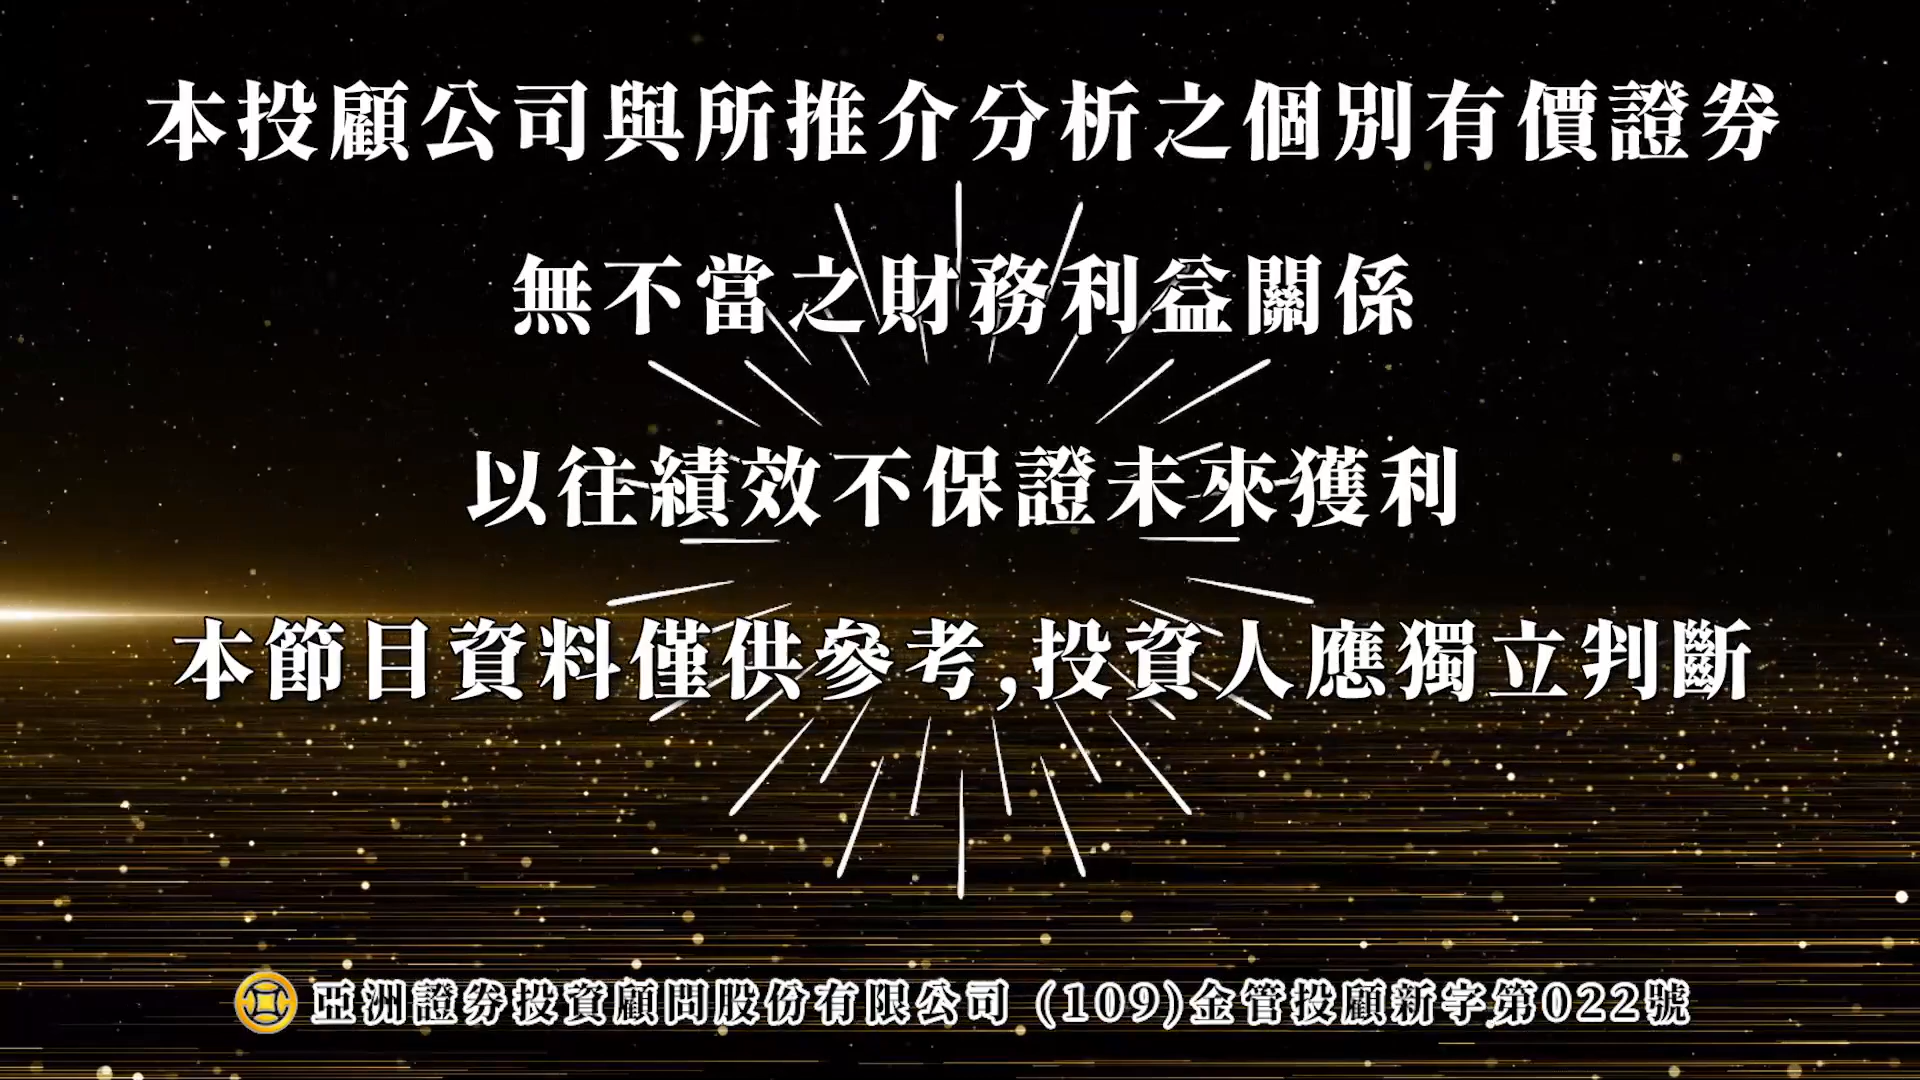 本投顧公司與所推介分析之個別有價證券
無不當之財務利益關係
以往績效不保證未來獲利
本節目資料僅供參考,投資人應獨立判斷
亞洲證券投資顧問股份有限公司 (109)金管投顧新字第022號